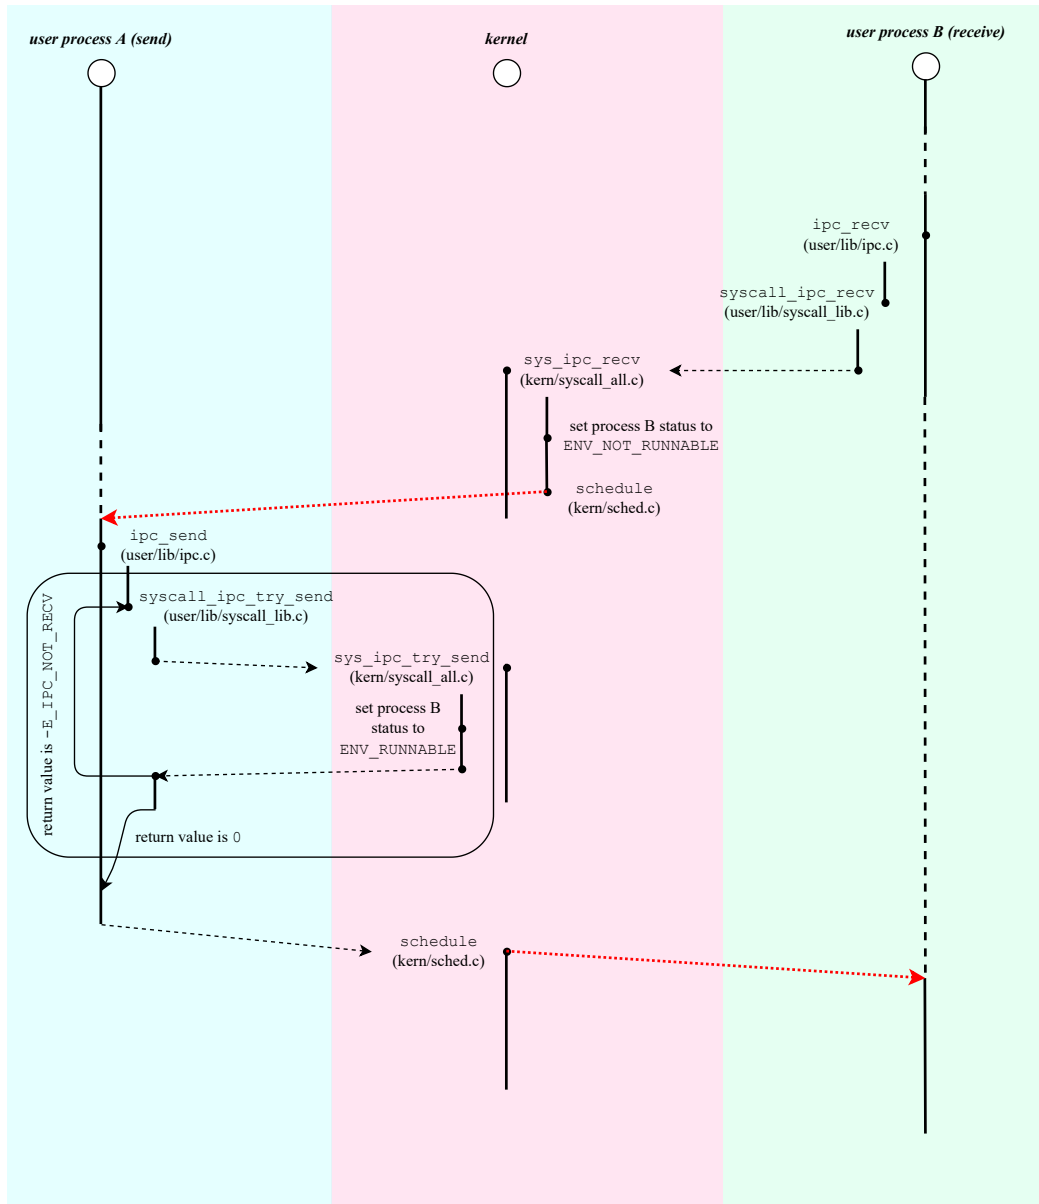 user process A (send)
kernel
user process B (receive)
ipc_recv
(user/lib/ipc.c)
syscall_ipc_recv
(user/lib/syscall_lib.c)
sys_ipc_recv
(kern/syscall_all.c)
set process B status to
ENV_NOT_RUNNABLE
schedule
(kern/sched.c)
ipc_send
(user/lib/ipc.c)
syscall_ipc_try_send
(user/lib/syscall_lib.c)
return value is -E_IPC_NOT_RECV
sys_ipc_try_send
(kern/syscall_all.c)
set process B
status to
ENV_RUNNABLE
return value is 0
schedule
(kern/sched.c)